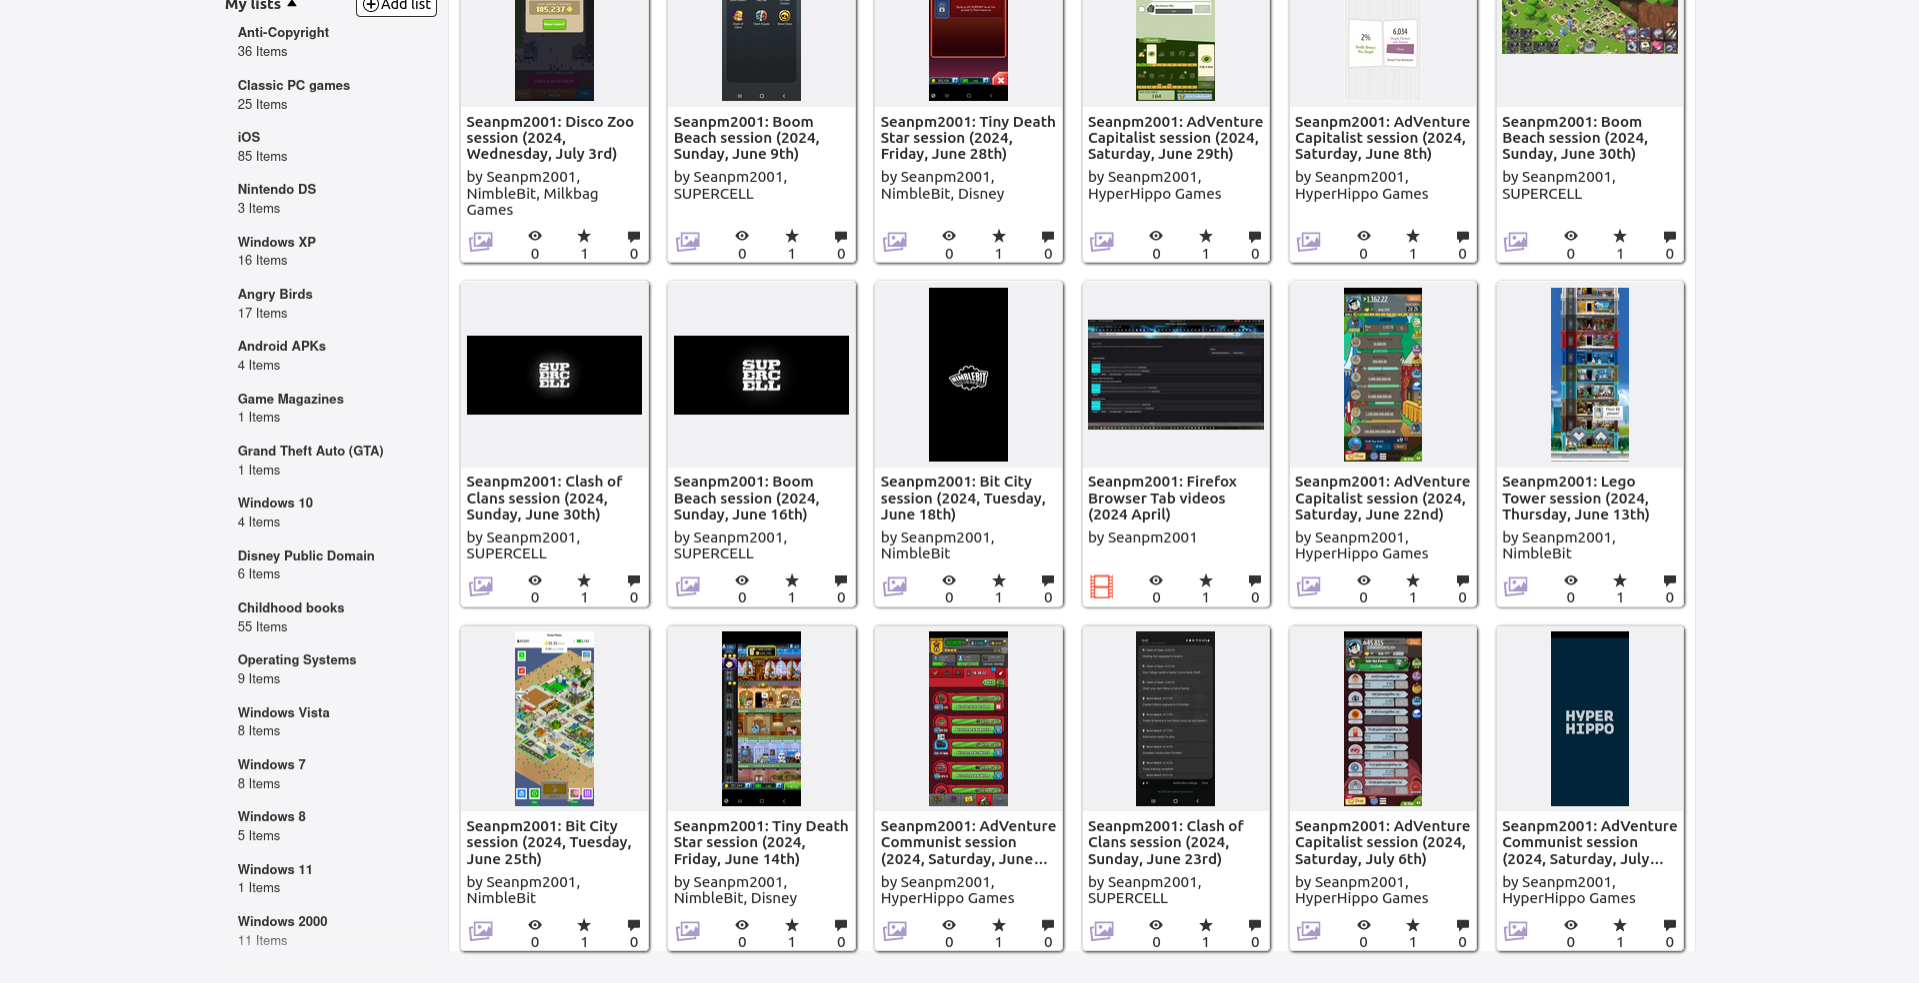 My lists
Add list
Anti-Copyright
36 Items
Classic PC games
25 Items
iOS
85 Items
Nintendo DS
3 Items
Windows XP
16 Items
Angry Birds
17 Items
Android APKs
4 Items
Game Magazines
1 Items
Grand Theft Auto (GTA)
1 Items
Windows 10
4 Items
Disney Public Domain
6 Items
Childhood books
55 Items
Operating Systems
9 Items
Windows Vista
8 Items
Windows 7
8 Items
Windows 8
5 Items
Windows 11
1 Items
Windows 2000
11 Items
185,237
Seanpm2001: Disco Zoo
session (2024,
Wednesday, July 3rd)
by Seanpm2001,
NimbleBit, Milkbag
Games
0 1 0
Seanpm2001: Boom
Beach session (2024,
Sunday, June 9th)
by Seanpm2001,
SUPERCELL
0 1 0
Seanpm2001: Tiny Death
Star session (2024,
Friday, June 28th)
by Seanpm2001,
NimbleBit, Disney
0 1 0
Seanpm2001: AdVenture
Capitalist session (2024,
Saturday, June 29th)
by Seanpm2001,
HyperHippo Games
0 1 0
2%
6,034
Seanpm2001: AdVenture
Capitalist session (2024,
Saturday, June 8th)
by Seanpm2001,
HyperHippo Games
0 1 0
Seanpm2001: Boom
Beach session (2024,
Sunday, June 30th)
by Seanpm2001,
SUPERCELL
0 1 0
SUP
ERC
ELL
Seanpm2001: Clash of
Clans session (2024,
Sunday, June 30th)
by Seanpm2001,
SUPERCELL
0 1 0
SUP
ERC
ELL
Seanpm2001: Boom
Beach session (2024,
Sunday, June 16th)
by Seanpm2001,
SUPERCELL
0 1 0
NIMBLEBIT
Seanpm2001: Bit City
session (2024, Tuesday,
June 18th)
by Seanpm2001,
NimbleBit
0 1 0
Seanpm2001: Firefox
Browser Tab videos
(2024 April)
by Seanpm2001
0 1 0
Seanpm2001: AdVenture
Capitalist session (2024,
Saturday, June 22nd)
by Seanpm2001,
HyperHippo Games
0 1 0
Seanpm2001: Lego
Tower session (2024,
Thursday, June 13th)
by Seanpm2001,
NimbleBit
0 1 0
Seanpm2001: Bit City
session (2024, Tuesday,
June 25th)
by Seanpm2001,
NimbleBit
0 1 0
Seanpm2001: Tiny Death
Star session (2024,
Friday, June 14th)
by Seanpm2001,
NimbleBit, Disney
0 1 0
Seanpm2001: AdVenture
Communist session
(2024, Saturday, June...
by Seanpm2001,
HyperHippo Games
0 1 0
Seanpm2001: Clash of
Clans session (2024,
Sunday, June 23rd)
by Seanpm2001,
SUPERCELL
0 1 0
Seanpm2001: AdVenture
Capitalist session (2024,
Saturday, July 6th)
by Seanpm2001,
HyperHippo Games
0 1 0
HYPER
HIPPO
Seanpm2001: AdVenture
Communist session
(2024, Saturday, July...
by Seanpm2001,
HyperHippo Games
0 1 0